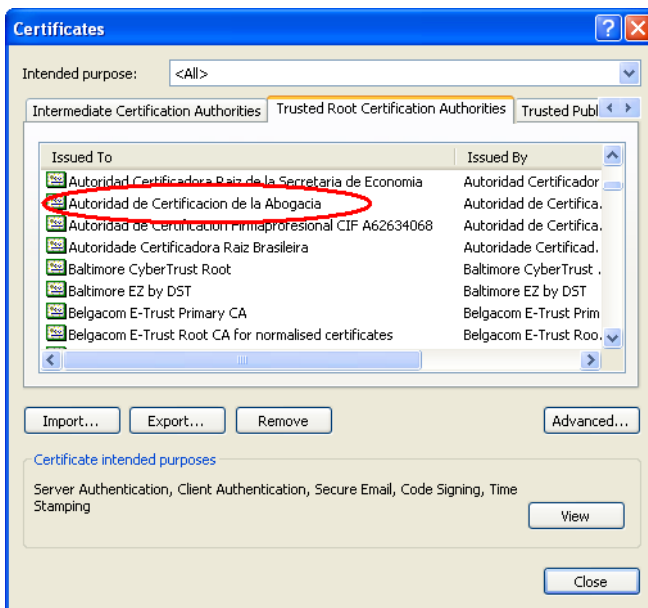 Certificates
Intended purpose: <All>
Intermediate Certification Authorities Trusted Root Certification Authorities Trusted Publ
Issued To Issued By
Autoridad Certificadora Raiz de la Secretaria de Economia Autoridad Certificador
Autoridad de Certificacion de la Abogacia Autoridad de Certifica.
Autoridad de Certificacion Firmaprofesional CIF A62634068 Autoridad de Certifica.
Autoridade Certificadora Raiz Brasileira Autoridade Certificad.
Baltimore CyberTrust Root Baltimore CyberTrust .
Baltimore EZ by DST Baltimore EZ by DST
Belgacom E-Trust Primary CA Belgacom E-Trust Prim
Belgacom E-Trust Root CA for normalised certificates Belgacom E-Trust Roo.
Import... Export... Remove Advanced...
Certificate intended purposes
Server Authentication, Client Authentication, Secure Email, Code Signing, Time
Stamping
View
Close